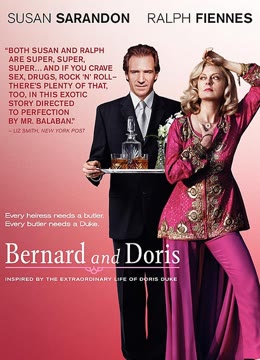 SUSAN SARANDON RALPH FIENNES
"BOTH SUSAN AND RALPH
ARE SUPER, SUPER,
SUPER... AND IF YOU CRAVE
SEX, DRUGS, ROCK 'N' ROLL–
THERE'S PLENTY OF THAT,
TOO, IN THIS EXOTIC
STORY DIRECTED
TO PERFECTION
BY MR. BALABAN."
– LIZ SMITH, NEW YORK POST
Every heiress needs a butler.
Every butler needs a Duke.
Bernard and Doris
INSPIRED BY THE EXTRAORDINARY LIFE OF DORIS DUKE